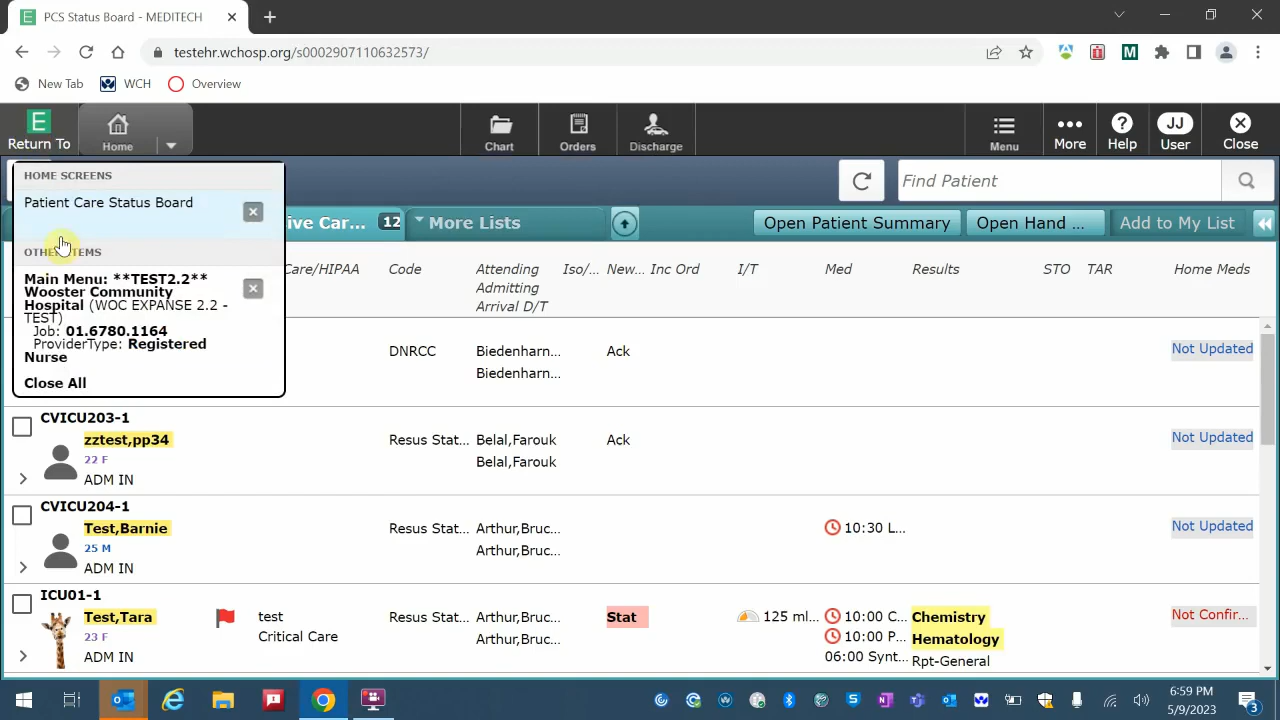 PCS Status Board - MEDITECH
testehr.wchosp.org/s0002907110632573/
M
New Tab WCH Overview
E
Return To Home Chart Orders Discharge Menu More Help JJ User Close
HOME SCREENS
Patient Care Status Board
OTHER ITEMS
Main Menu: **TEST2.2**
Wooster Community
Hospital (WOC EXPANSE 2.2 -
TEST)
Job: 01.6780.1164
ProviderType: Registered
Nurse
Close All
Find Patient
ive Car... 12 More Lists Open Patient Summary Open Hand ... Add to My List
Care/HIPAA Code Attending Iso/... New... Inc Ord I/T Med Results STO TAR Home Meds
Admitting
Arrival D/T
DNRCC Biedenharn... Ack Not Updated
Biedenharn...
CVICU203-1
zztest,pp34 Resus Stat... Belal,Farouk Ack Not Updated
22 F Belal,Farouk
ADM IN
CVICU204-1
Test,Barnie Resus Stat... Arthur,Bruc... 10:30 L... Not Updated
25 M Arthur,Bruc...
ADM IN
ICU01-1
Test,Tara test Resus Stat... Arthur,Bruc... Stat 125 ml... 10:00 C... Chemistry Not Confir...
23 F Critical Care Arthur,Bruc... 10:00 P... Hematology
ADM IN 06:00 Synt... Rpt-General
6:59 PM
5/9/2023
3